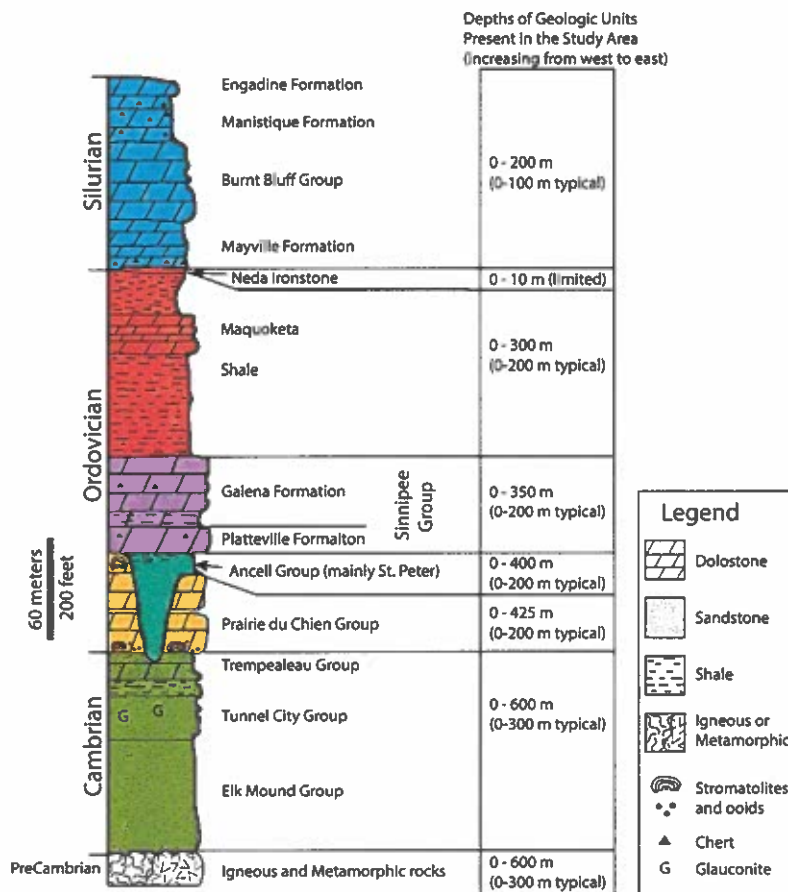 Depths of Geologic Units
Present in the Study Area
(increasing from west to east)
Silurian
Engadine Formation
Manistique Formation
Burnt Bluff Group
Mayville Formation
0 - 200 m
(0-100 m typical)
Neda Ironstone
0 - 10 m (limited)
Ordovician
Maquoketa
Shale
0 - 300 m
(0-200 m typical)
Galena Formation
Platteville Formaiton
Sinnipee
Group
0 - 350 m
(0-200 m typical)
Ancell Group (mainly St. Peter)
0 - 400 m
(0-200 m typical)
Prairie du Chien Group
0 - 425 m
(0-200 m typical)
60 meters
200 feet
Cambrian
Trempealeau Group
Tunnel City Group
Elk Mound Group
G G
0 - 600 m
(0-300 m typical)
PreCambrian
Igneous and Metamorphic rocks
0 - 600 m
(0-300 m typical)
Legend
Dolostone
Sandstone
Shale
Igneous or
Metamorphic
Stromatolites
and ooids
Chert
G Glauconite